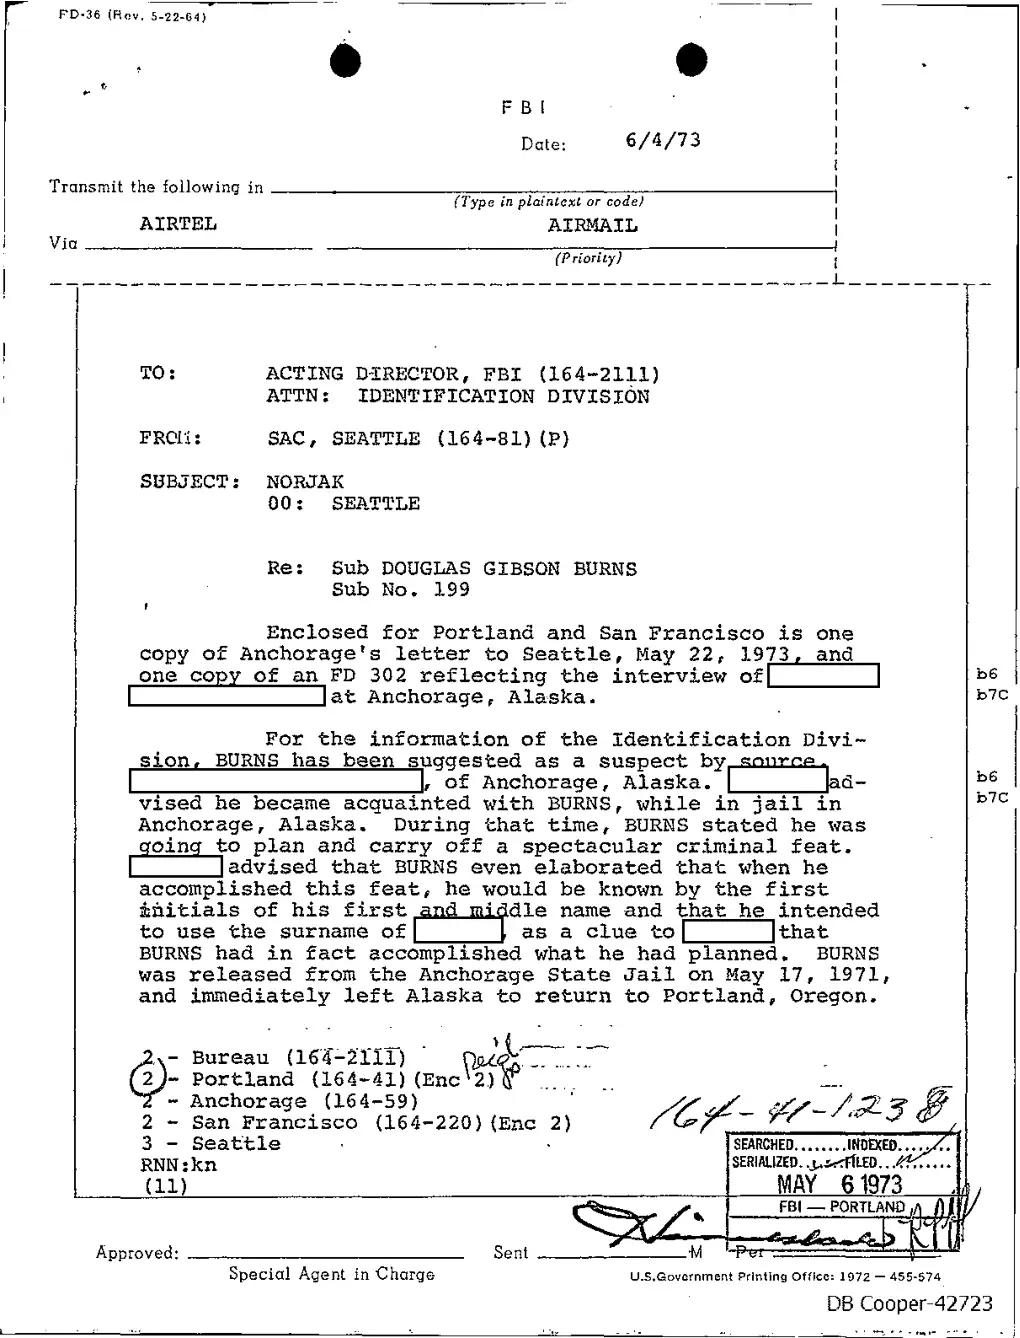 FD-36 (Rev. 5-22-64)
F B I
Date: 6/4/73
Transmit the following in
(Type in plaintext or code)
AIRTEL AIRMAIL
Via
(Priority)
TO: ACTING DIRECTOR, FBI (164-2111)
ATTN: IDENTIFICATION DIVISION
FROM: SAC, SEATTLE (164-81)(P)
SUBJECT: NORJAK
OO: SEATTLE
Re: Sub DOUGLAS GIBSON BURNS
Sub No. 199
Enclosed for Portland and San Francisco is one
copy of Anchorage's letter to Seattle, May 22, 1973, and
one copy of an FD 302 reflecting the interview of
b6
at Anchorage, Alaska.
b7C
For the information of the Identification Divi-
sion, BURNS has been suggested as a suspect by source,
, of Anchorage, Alaska. ad-
b6
vised he became acquainted with BURNS, while in jail in
b7C
Anchorage, Alaska. During that time, BURNS stated he was
going to plan and carry off a spectacular criminal feat.
advised that BURNS even elaborated that when he
accomplished this feat, he would be known by the first
initials of his first and middle name and that he intended
to use the surname of , as a clue to that
BURNS had in fact accomplished what he had planned. BURNS
was released from the Anchorage State Jail on May 17, 1971,
and immediately left Alaska to return to Portland, Oregon.
2 - Bureau (164-2111)
2 - Portland (164-41)(Enc 2)
2 - Anchorage (164-59)
2 - San Francisco (164-220)(Enc 2)
3 - Seattle
RNN:kn
(11)
164-41-1238
SEARCHED........INDEXED........
SERIALIZED.......FILED........
MAY 6 1973
FBI — PORTLAND
Approved: Sent M Per
Special Agent in Charge
U.S.Government Printing Office: 1972 — 455-574
DB Cooper-42723